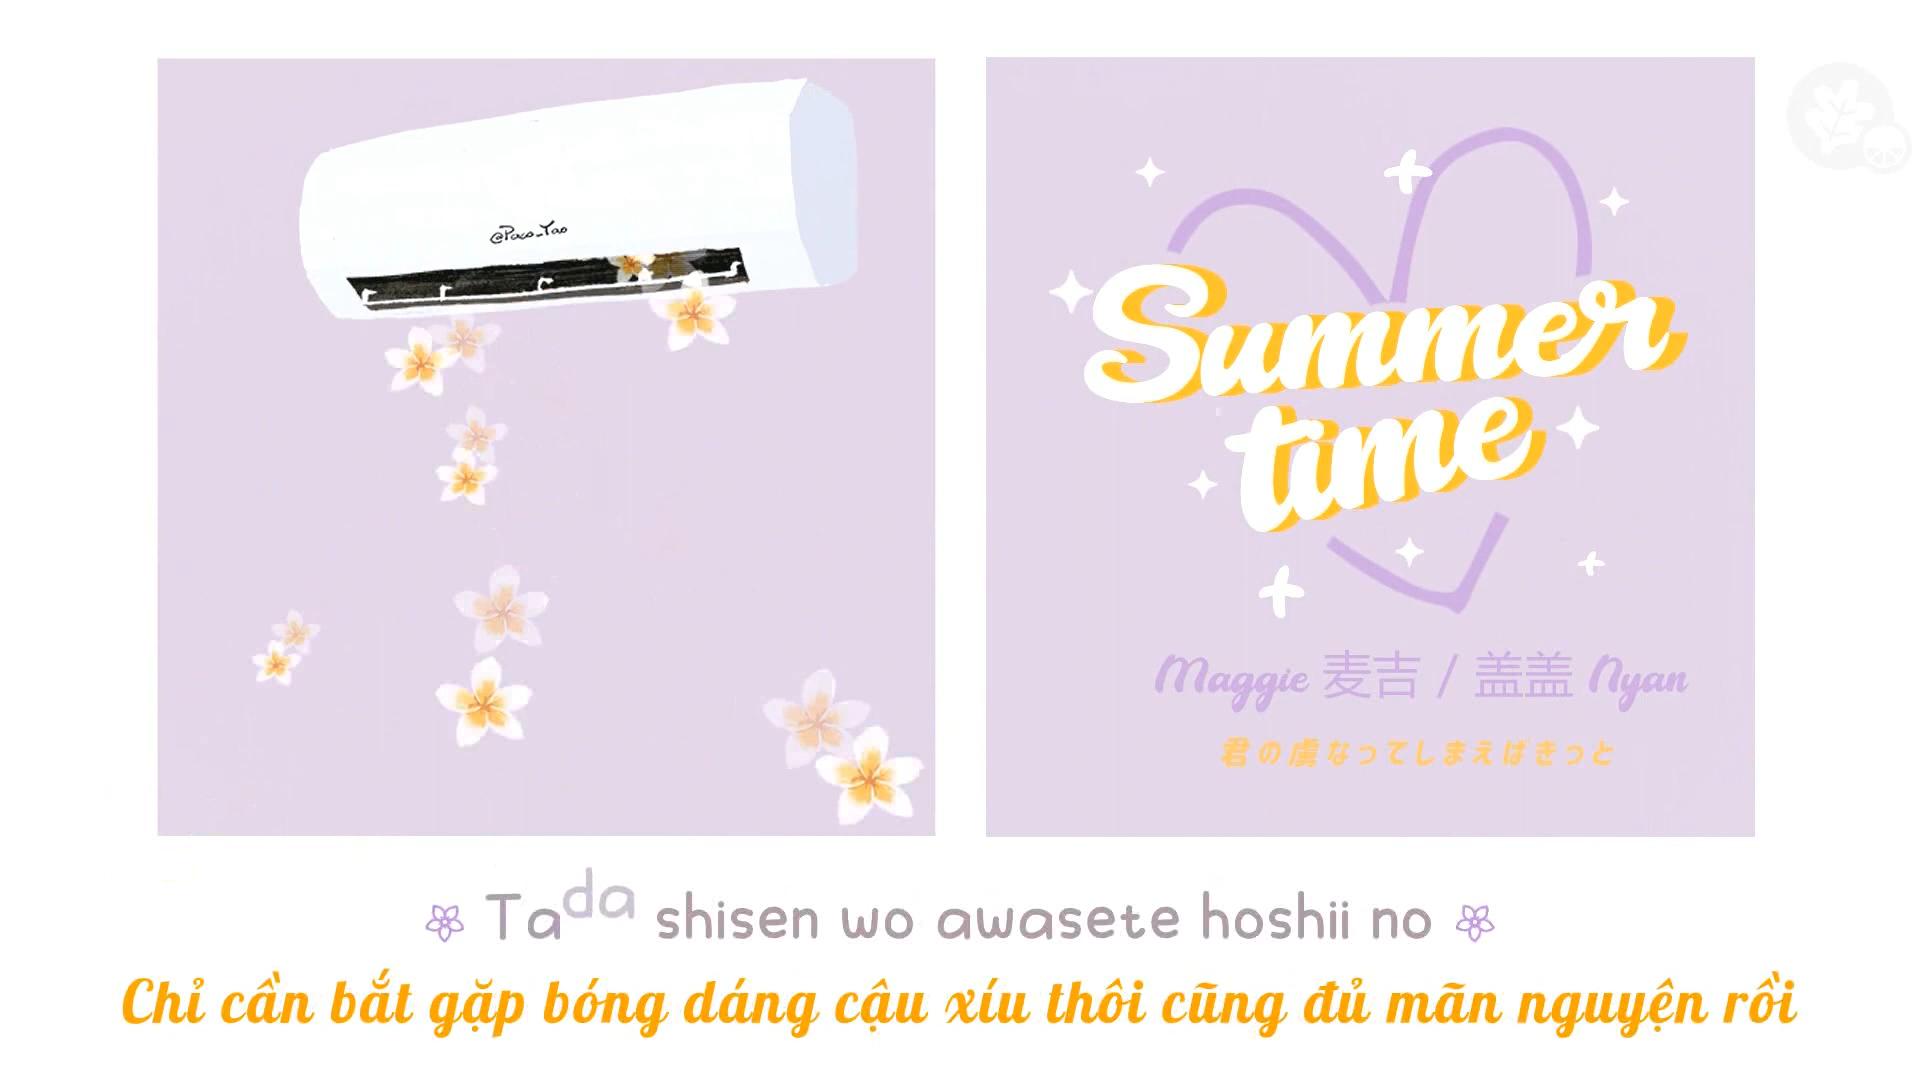 @Paco_Yao
Summer
time
Maggie 麦吉 / 盖盖 Nyan
君の虜なってしまえばきっと
Tada shisen wo awasete hoshii no
Chỉ cần bắt gặp bóng dáng cậu xíu thôi cũng đủ mãn nguyện rồi